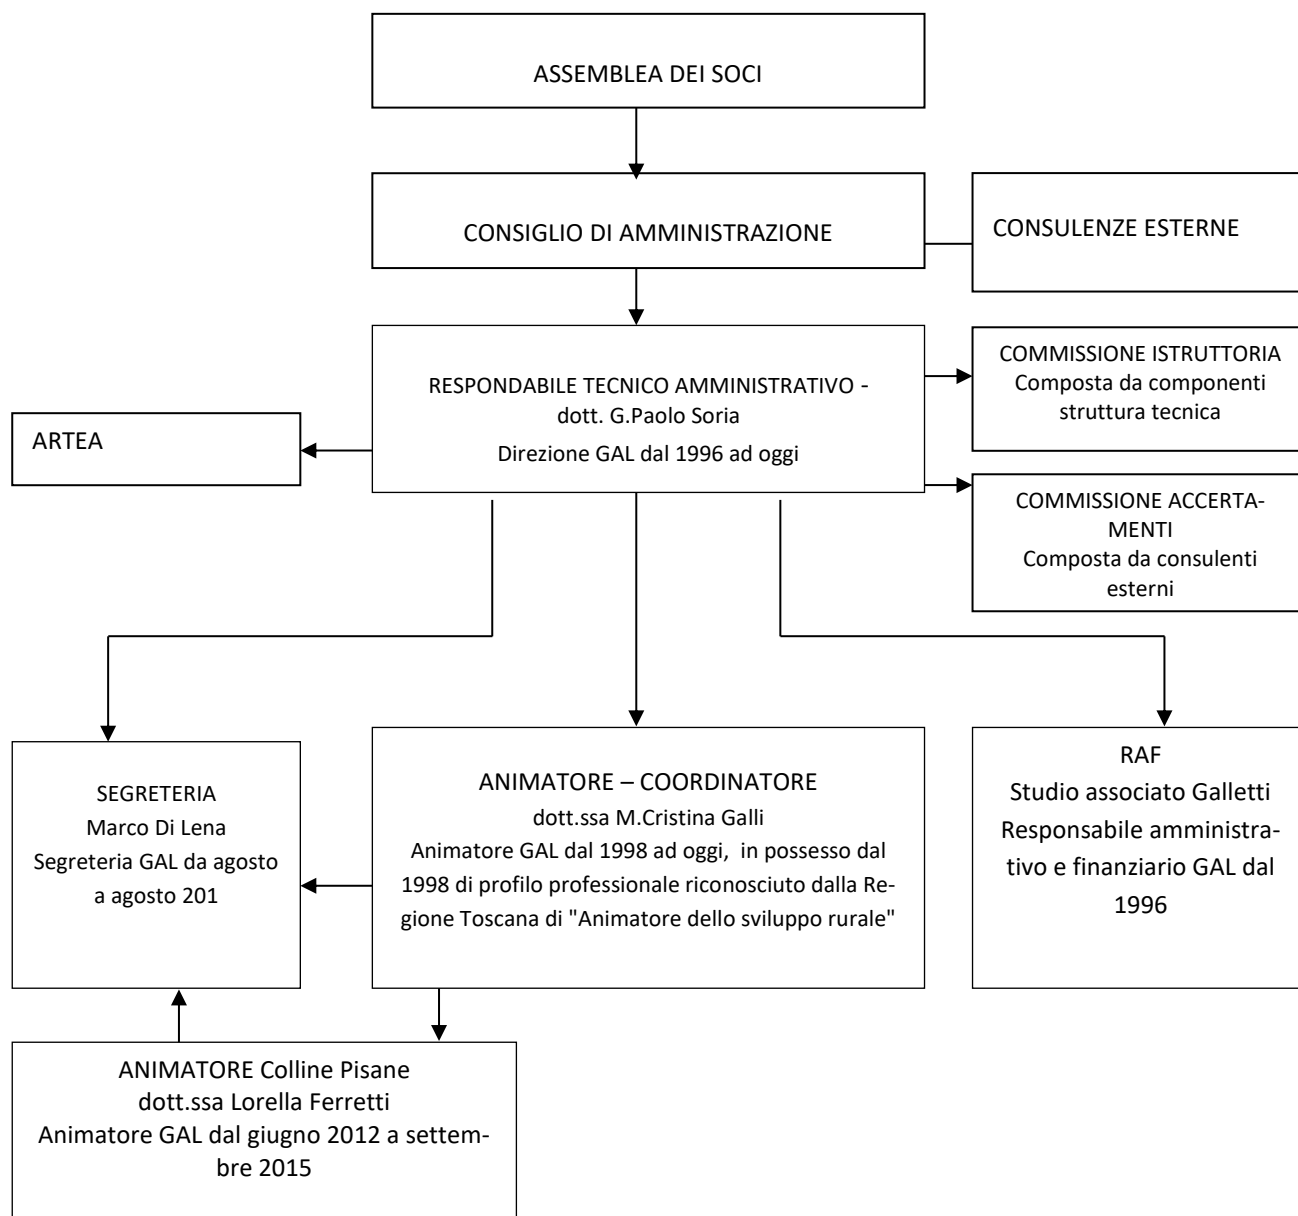 ASSEMBLEA DEI SOCI
CONSIGLIO DI AMMINISTRAZIONE
CONSULENZE ESTERNE
RESPONDABILE TECNICO AMMINISTRATIVO -
dott. G.Paolo Soria
Direzione GAL dal 1996 ad oggi
COMMISSIONE ISTRUTTORIA
Composta da componenti
struttura tecnica
ARTEA
COMMISSIONE ACCERTA-
MENTI
Composta da consulenti
esterni
SEGRETERIA
Marco Di Lena
Segreteria GAL da agosto
a agosto 201
ANIMATORE – COORDINATORE
dott.ssa M.Cristina Galli
Animatore GAL dal 1998 ad oggi, in possesso dal
1998 di profilo professionale riconosciuto dalla Re-
gione Toscana di "Animatore dello sviluppo rurale"
RAF
Studio associato Galletti
Responsabile amministra-
tivo e finanziario GAL dal
1996
ANIMATORE Colline Pisane
dott.ssa Lorella Ferretti
Animatore GAL dal giugno 2012 a settem-
bre 2015